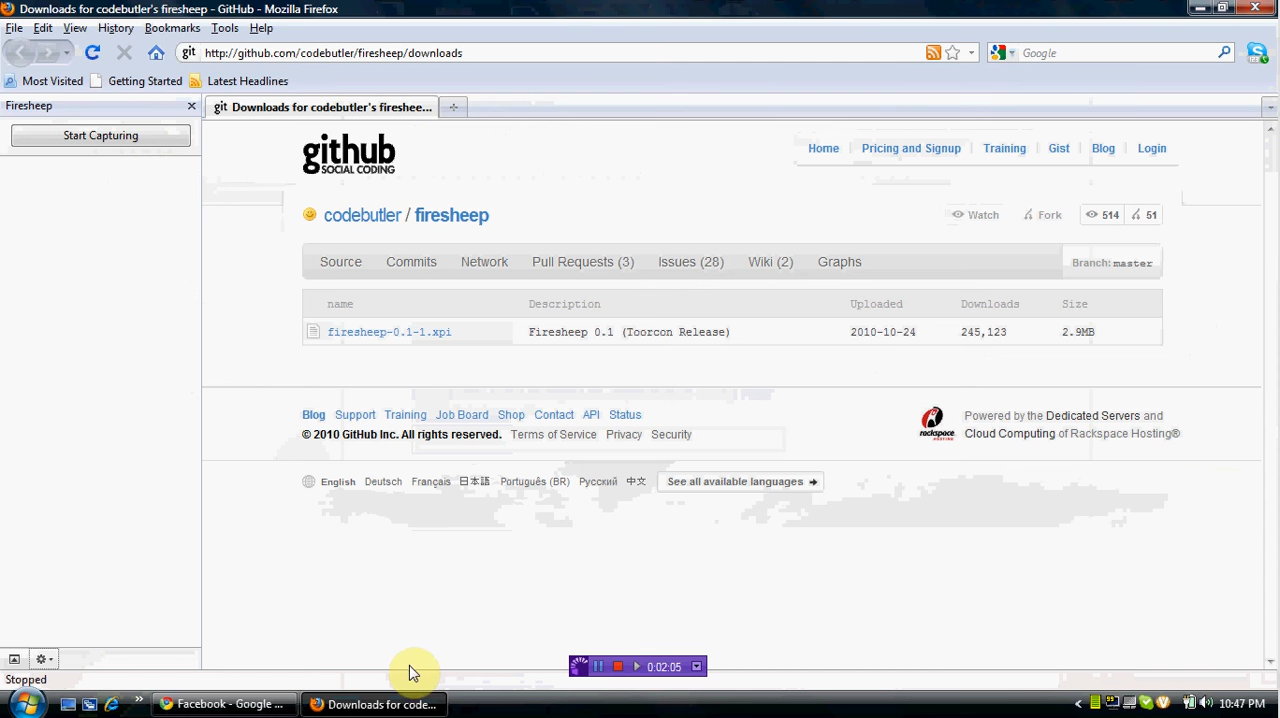 Downloads for codebutler's firesheep - GitHub - Mozilla Firefox
File Edit View History Bookmarks Tools Help
git http://github.com/codebutler/firesheep/downloads Google
Most Visited Getting Started Latest Headlines
Firesheep
git Downloads for codebutler's fireshee...
Start Capturing
github
SOCIAL CODING
Home Pricing and Signup Training Gist Blog Login
codebutler / firesheep
Watch Fork 514 51
Source Commits Network Pull Requests (3) Issues (28) Wiki (2) Graphs Branch: master
name Description Uploaded Downloads Size
firesheep-0.1-1.xpi Firesheep 0.1 (Toorcon Release) 2010-10-24 245,123 2.9MB
Blog Support Training Job Board Shop Contact API Status
© 2010 GitHub Inc. All rights reserved. Terms of Service Privacy Security
rackspace
HOSTING
Powered by the Dedicated Servers and
Cloud Computing of Rackspace Hosting®
English Deutsch Français 日本語 Português (BR) Русский 中文 See all available languages
0:02:05
Stopped
Facebook - Google ... Downloads for code... 10:47 PM